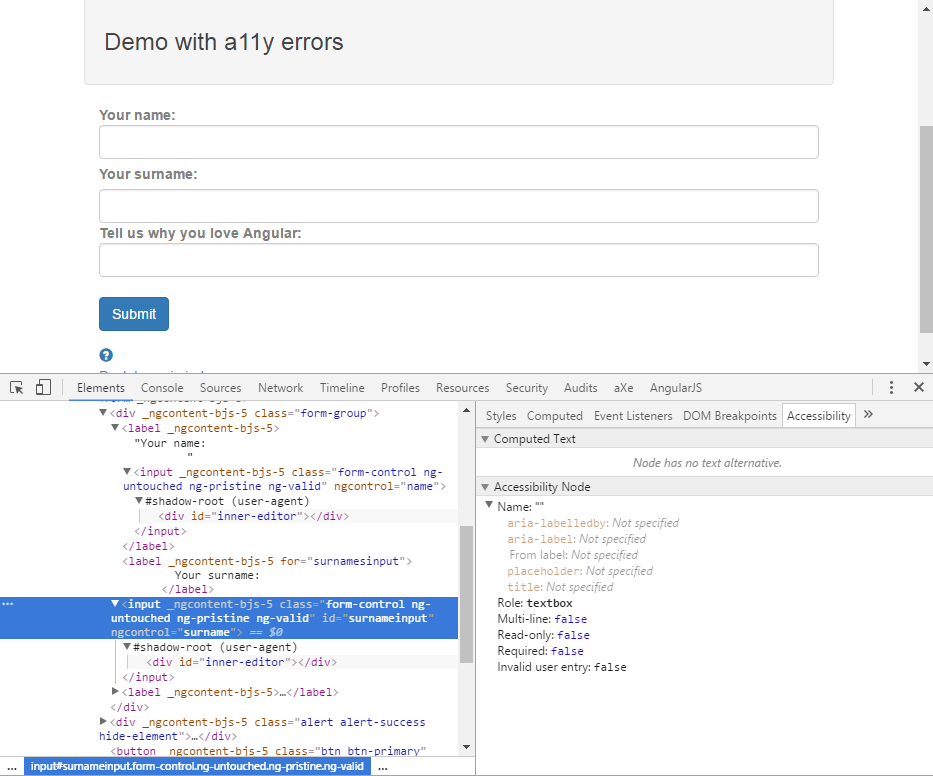 Demo with a11y errors
Your name:
Your surname:
Tell us why you love Angular:
Submit
?
Elements Console Sources Network Timeline Profiles Resources Security Audits aXe AngularJS
<div _ngcontent-bjs-5 class="form-group">
<label _ngcontent-bjs-5>
"Your name:
"
<input _ngcontent-bjs-5 class="form-control ng-
untouched ng-pristine ng-valid" ngcontrol="name">
#shadow-root (user-agent)
<div id="inner-editor"></div>
</input>
</label>
<label _ngcontent-bjs-5 for="surnamesinput">
Your surname:
</label>
...
<input _ngcontent-bjs-5 class="form-control ng-
untouched ng-pristine ng-valid" id="surnameinput"
ngcontrol="surname"> == $0
#shadow-root (user-agent)
<div id="inner-editor"></div>
</input>
<label _ngcontent-bjs-5>…</label>
</div>
<div _ngcontent-bjs-5 class="alert alert-success
hide-element">…</div>
<button _ngcontent-bjs-5 class="btn btn-primary"
... input#surnameinput.form-control.ng-untouched.ng-pristine.ng-valid ...
Styles Computed Event Listeners DOM Breakpoints Accessibility »
Computed Text
Node has no text alternative.
Accessibility Node
Name: ""
aria-labelledby: Not specified
aria-label: Not specified
From label: Not specified
placeholder: Not specified
title: Not specified
Role: textbox
Multi-line: false
Read-only: false
Required: false
Invalid user entry: false